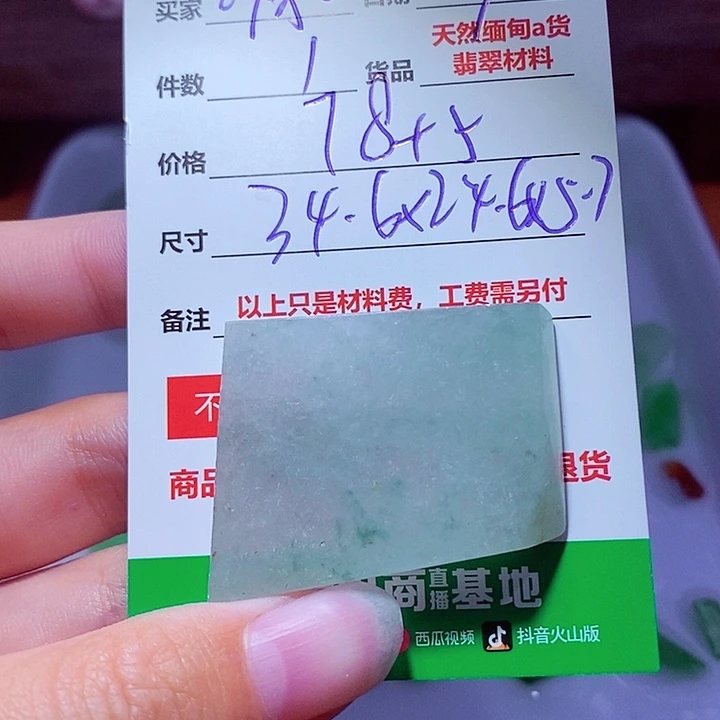 买家 日期
天然缅甸a货
件数 1 货品 翡翠材料
价格 78+5
尺寸 34.6x24.6x5.7
备注 以上只是材料费，工费需另付
不
商品 退货
商直播基地
西瓜视频 抖音火山版